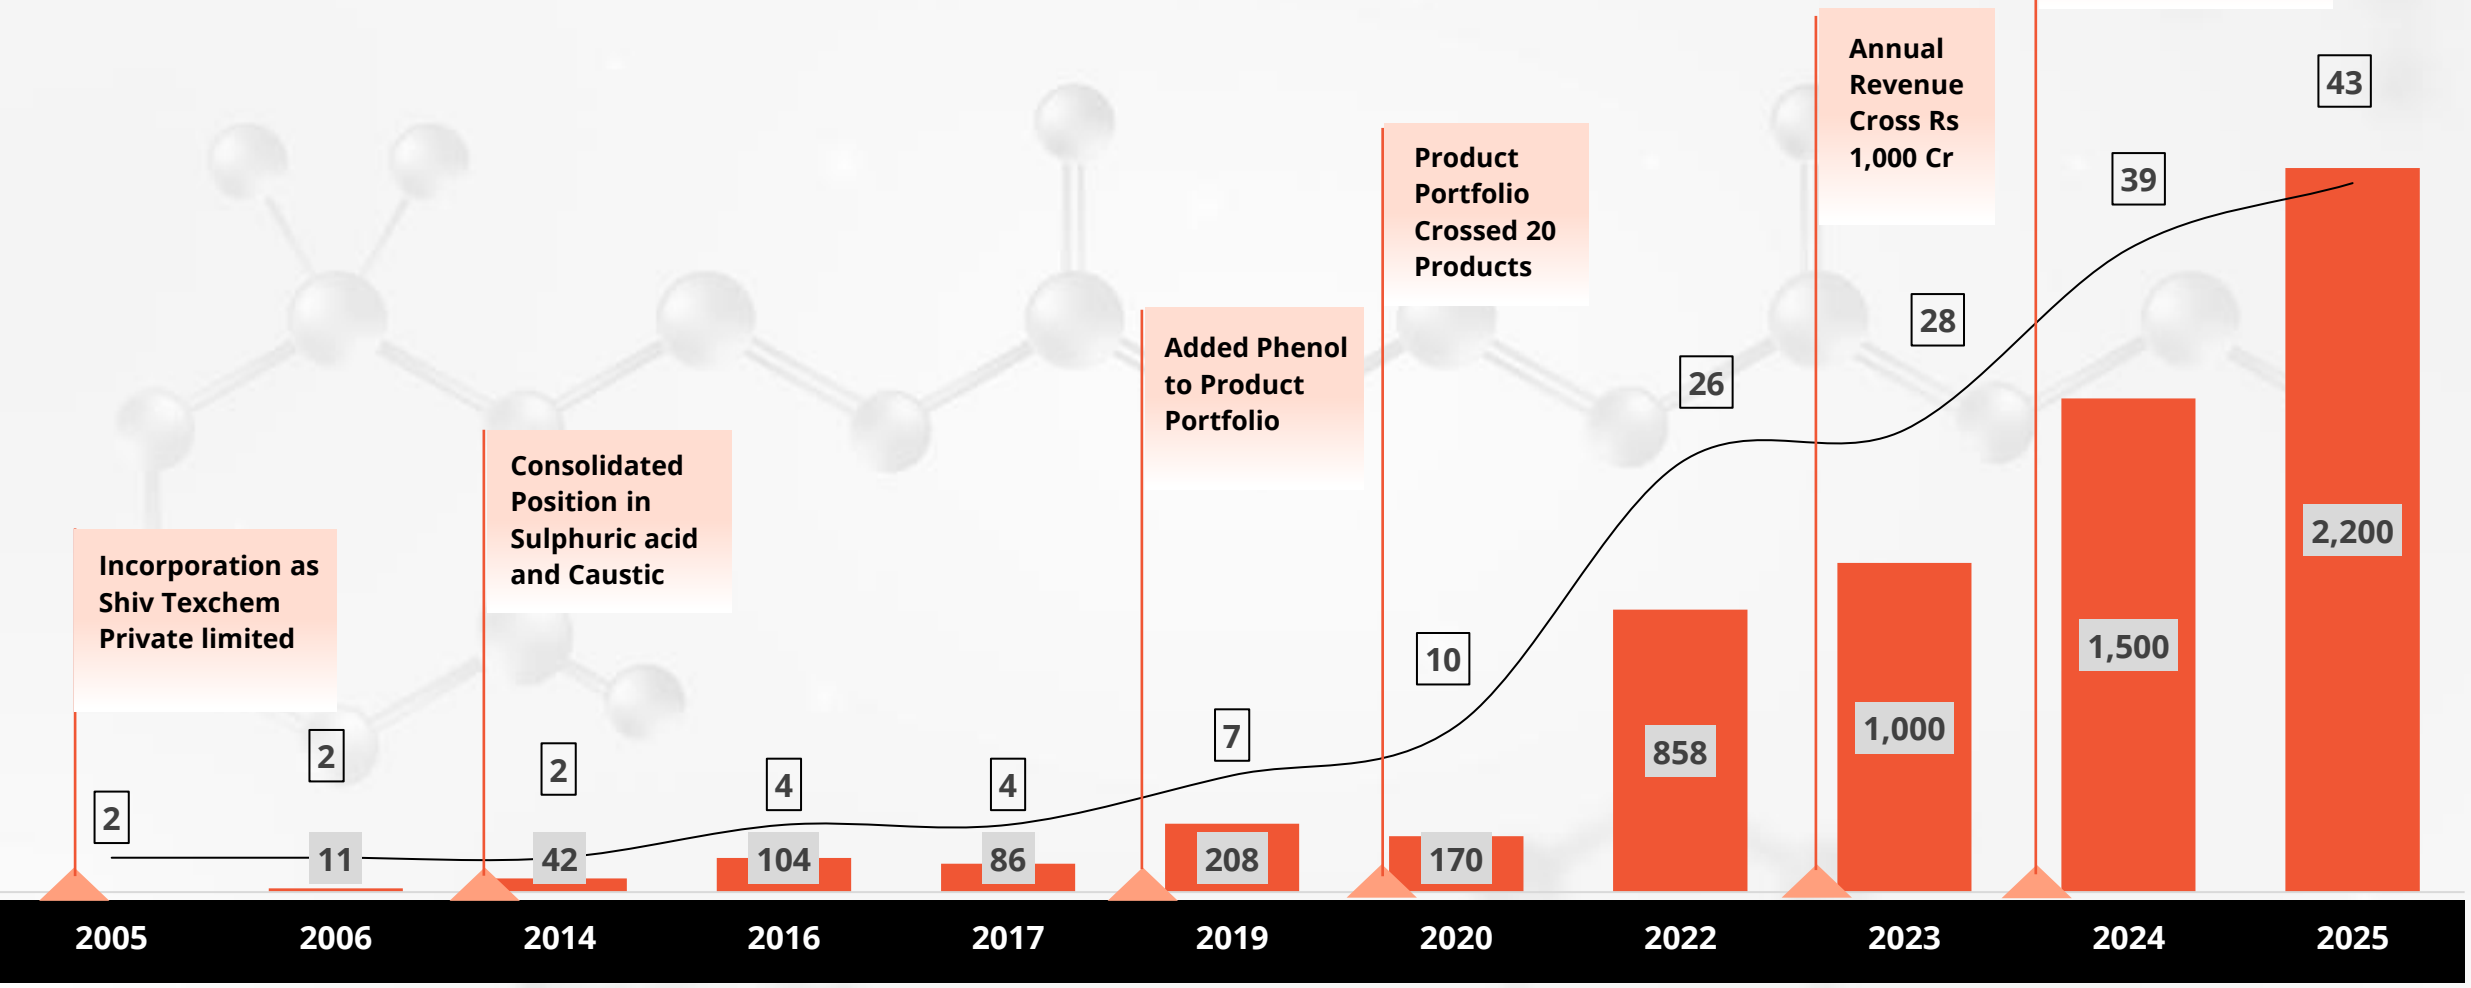 Annual
Revenue
Cross Rs
1,000 Cr
43
Product
Portfolio
Crossed 20
Products
39
28
Added Phenol
to Product
Portfolio
26
Consolidated
Position in
Sulphuric acid
and Caustic
2,200
Incorporation as
Shiv Texchem
Private limited
10
1,500
7
1,000
2
2
4
4
858
2
11
42
104
86
208
170
2005 2006 2014 2016 2017 2019 2020 2022 2023 2024 2025